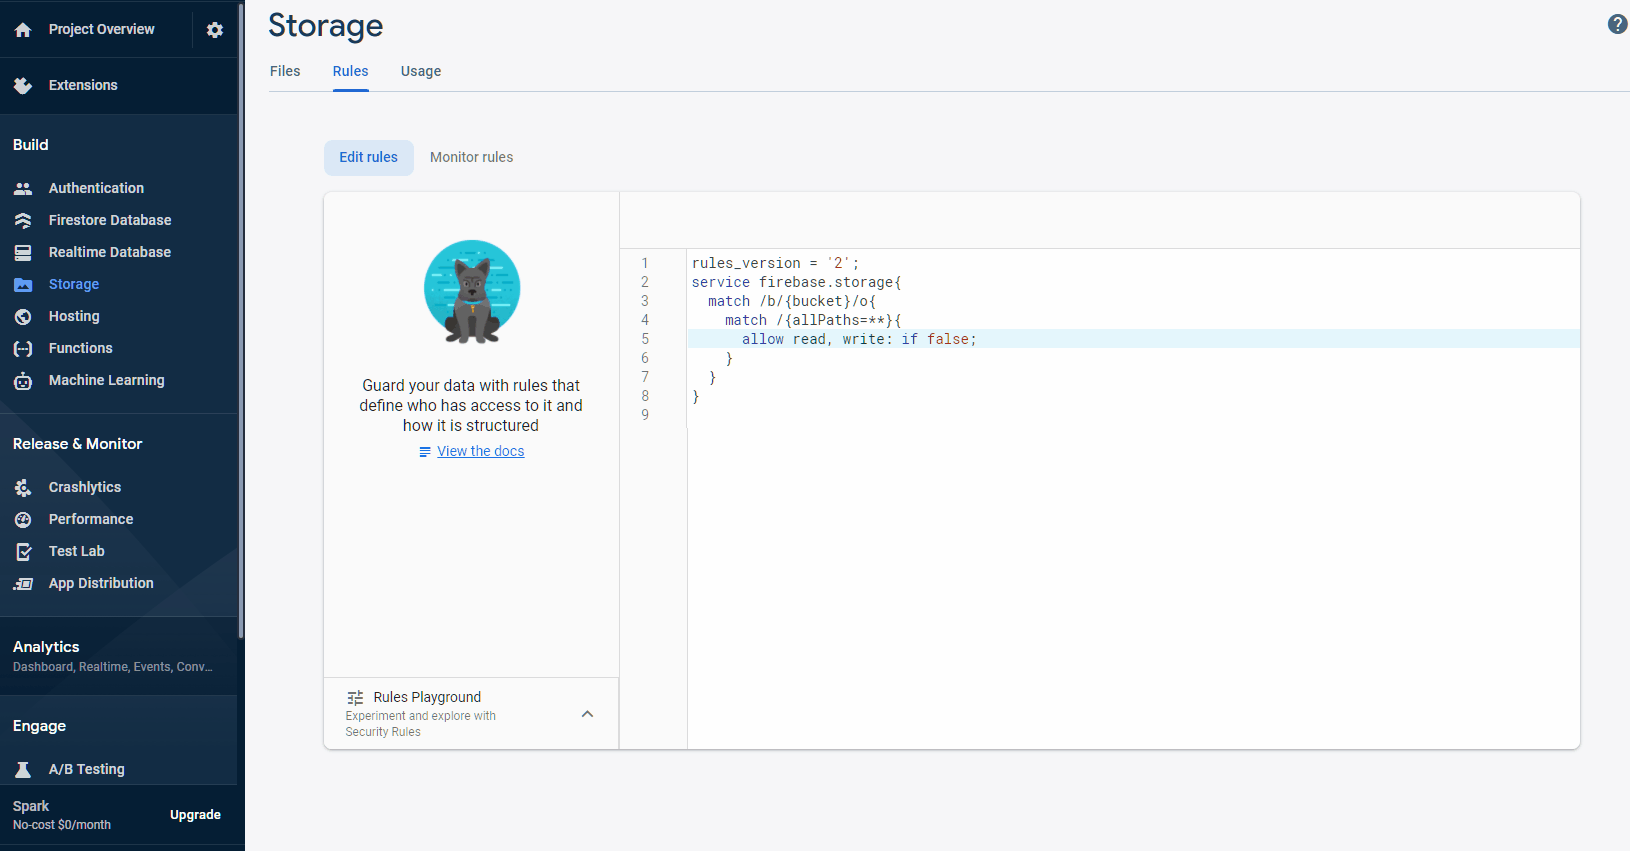 Project Overview
Extensions
Build
Authentication
Firestore Database
Realtime Database
Storage
Hosting
Functions
Machine Learning
Release & Monitor
Crashlytics
Performance
Test Lab
App Distribution
Analytics
Dashboard, Realtime, Events, Conv...
Engage
A/B Testing
Spark
No-cost $0/month
Upgrade
Storage
?
Files Rules Usage
Edit rules Monitor rules
Guard your data with rules that
define who has access to it and
how it is structured
View the docs
Rules Playground
Experiment and explore with
Security Rules
1 rules_version = '2';
2 service firebase.storage{
3   match /b/{bucket}/o{
4     match /{allPaths=**}{
5       allow read, write: if false;
6     }
7   }
8 }
9